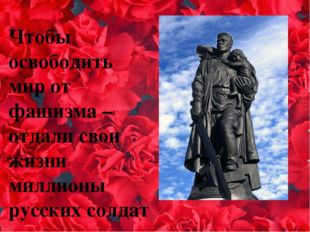 Чтобы
освободить
мир от
фашизма –
отдали свои
жизни
миллионы
русских солдат